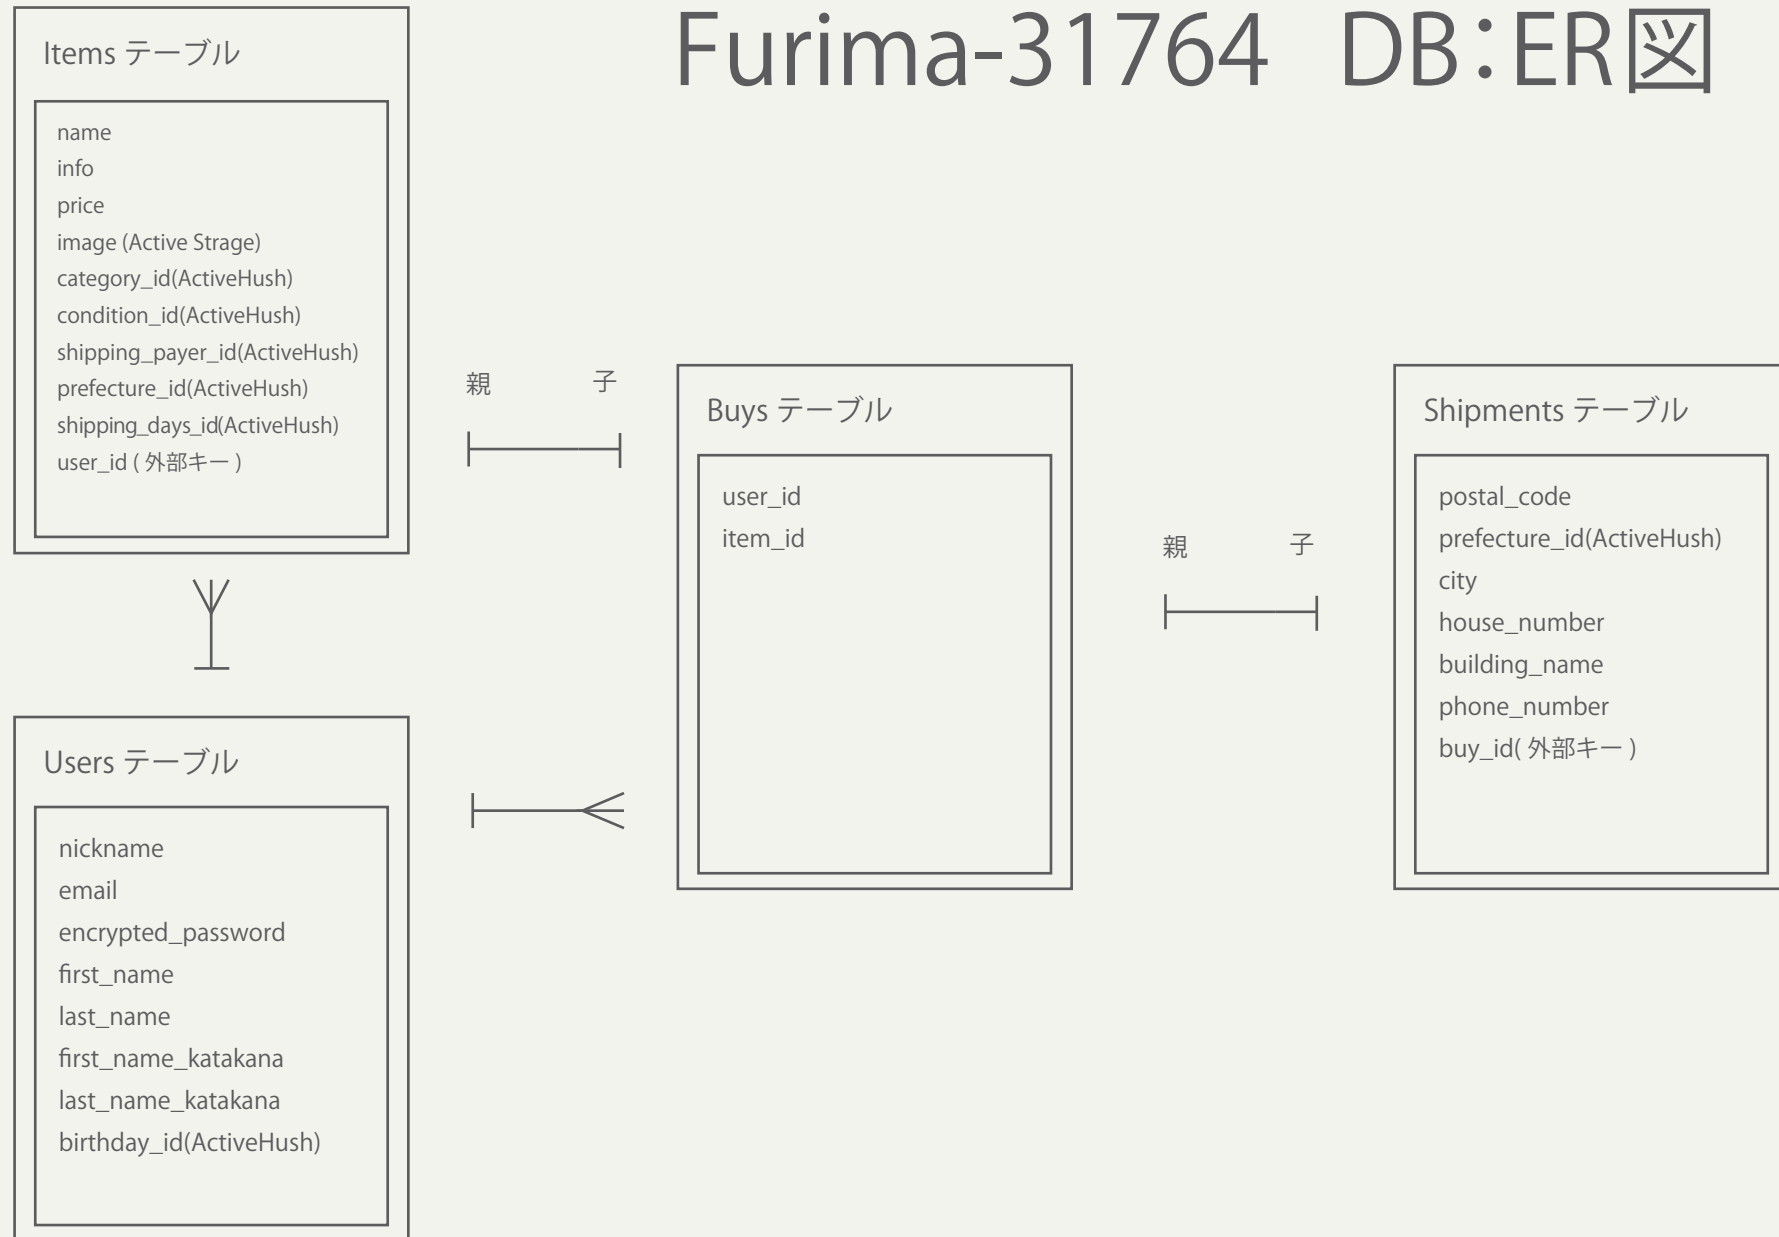 Furima-31764 DB：ER図
Items テーブル
name
info
price
image (Active Strage)
category_id(ActiveHush)
condition_id(ActiveHush)
shipping_payer_id(ActiveHush)
prefecture_id(ActiveHush)
shipping_days_id(ActiveHush)
user_id ( 外部キー )
親 子
Buys テーブル
user_id
item_id
親 子
Shipments テーブル
postal_code
prefecture_id(ActiveHush)
city
house_number
building_name
phone_number
buy_id( 外部キー )
Users テーブル
nickname
email
encrypted_password
first_name
last_name
first_name_katakana
last_name_katakana
birthday_id(ActiveHush)